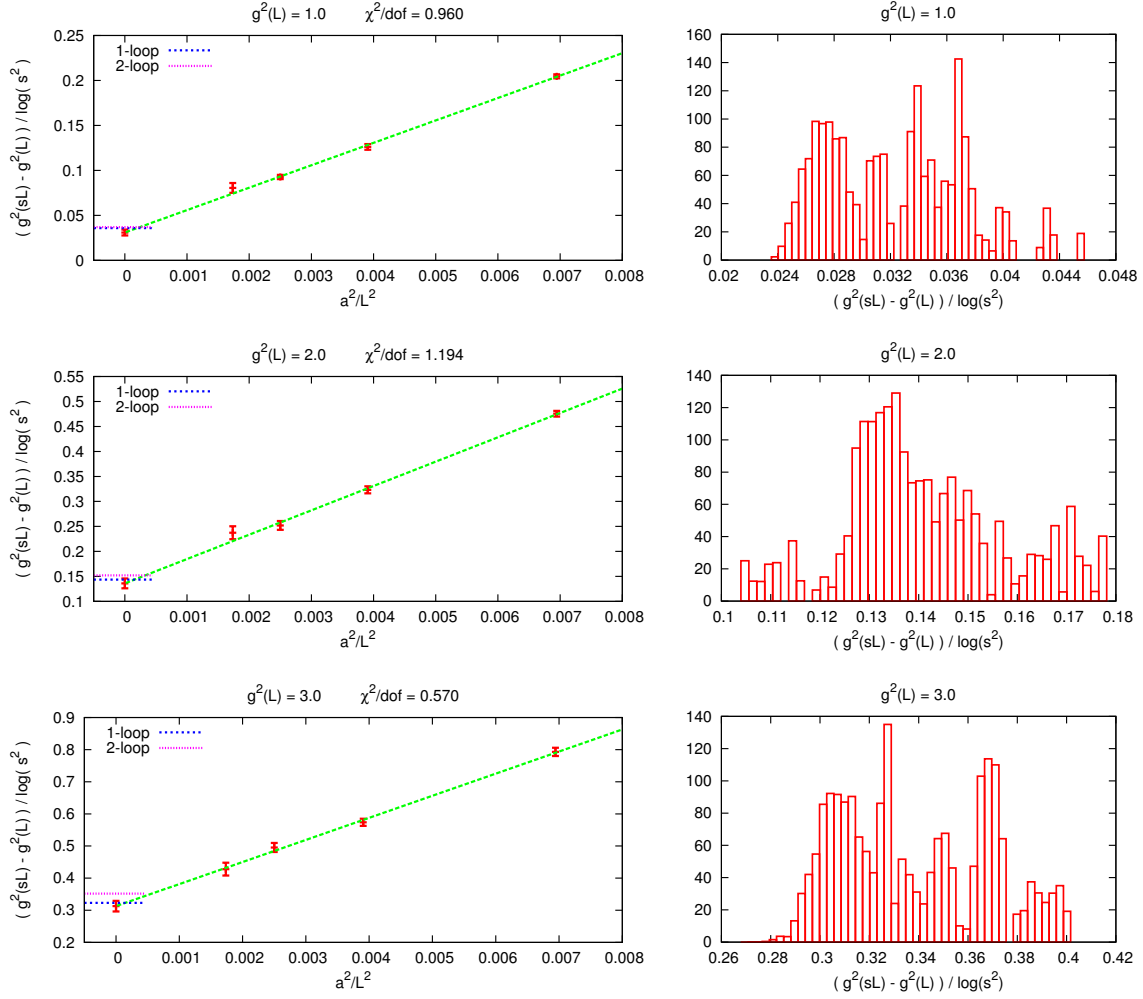 g²(L) = 1.0 χ²/dof = 0.960
1-loop
2-loop
0.25
0.2
0.15
0.1
0.05
0
( g²(sL) - g²(L) ) / log( s² )
0 0.001 0.002 0.003 0.004 0.005 0.006 0.007 0.008
a²/L²
g²(L) = 1.0
160
140
120
100
80
60
40
20
0
0.02 0.024 0.028 0.032 0.036 0.04 0.044 0.048
( g²(sL) - g²(L) ) / log(s²)
g²(L) = 2.0 χ²/dof = 1.194
1-loop
2-loop
0.55
0.5
0.45
0.4
0.35
0.3
0.25
0.2
0.15
0.1
( g²(sL) - g²(L) ) / log( s² )
0 0.001 0.002 0.003 0.004 0.005 0.006 0.007 0.008
a²/L²
g²(L) = 2.0
140
120
100
80
60
40
20
0
0.1 0.11 0.12 0.13 0.14 0.15 0.16 0.17 0.18
( g²(sL) - g²(L) ) / log(s²)
g²(L) = 3.0 χ²/dof = 0.570
1-loop
2-loop
0.9
0.8
0.7
0.6
0.5
0.4
0.3
0.2
( g²(sL) - g²(L) ) / log( s² )
0 0.001 0.002 0.003 0.004 0.005 0.006 0.007 0.008
a²/L²
g²(L) = 3.0
140
120
100
80
60
40
20
0
0.26 0.28 0.3 0.32 0.34 0.36 0.38 0.4 0.42
( g²(sL) - g²(L) ) / log(s²)